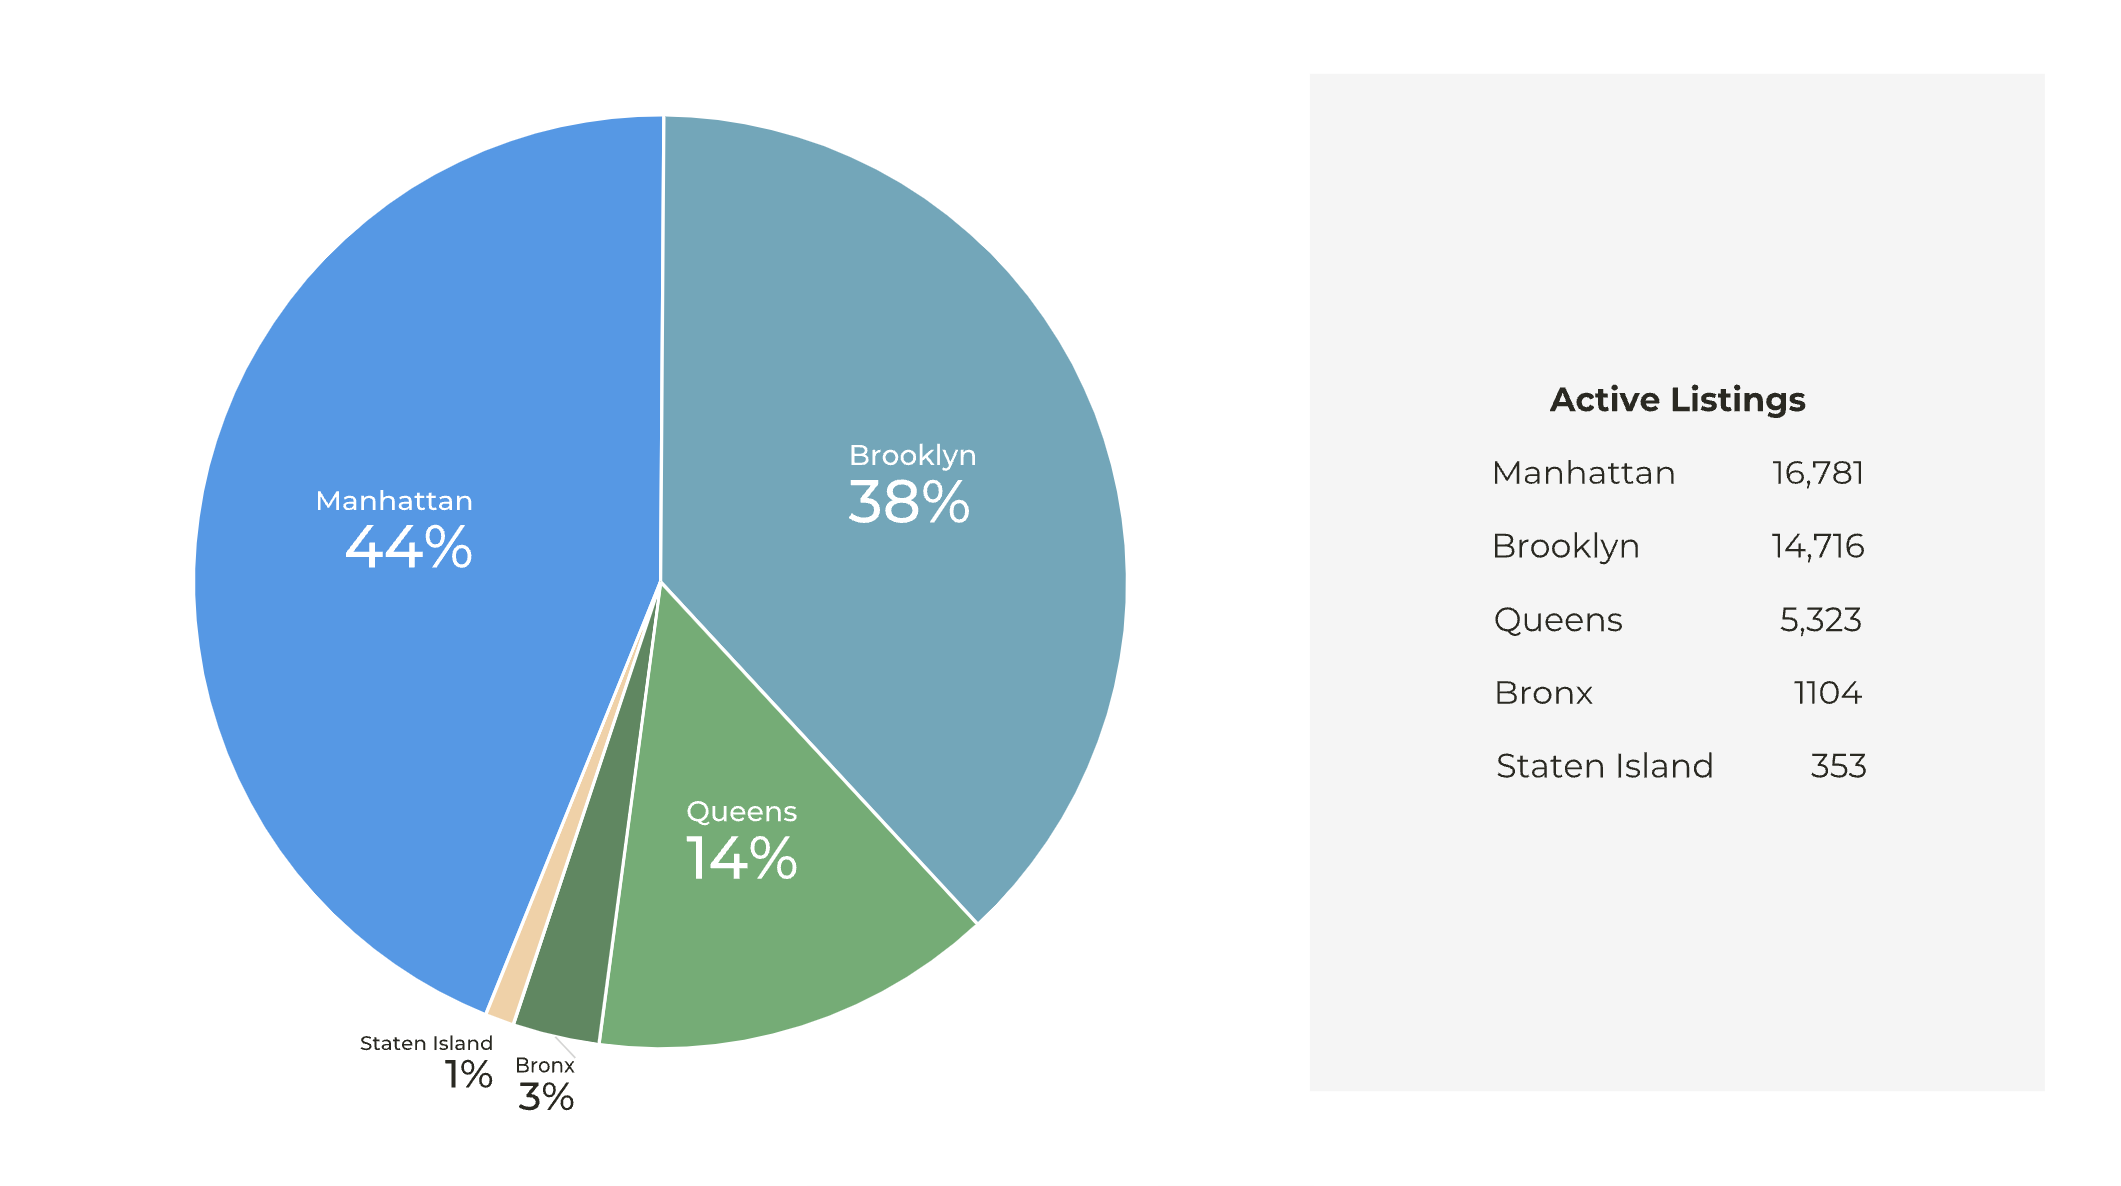 Brooklyn
38%
Manhattan
44%
Queens
14%
Staten Island
1%
Bronx
3%
Active Listings
Manhattan 16,781
Brooklyn 14,716
Queens 5,323
Bronx 1104
Staten Island 353